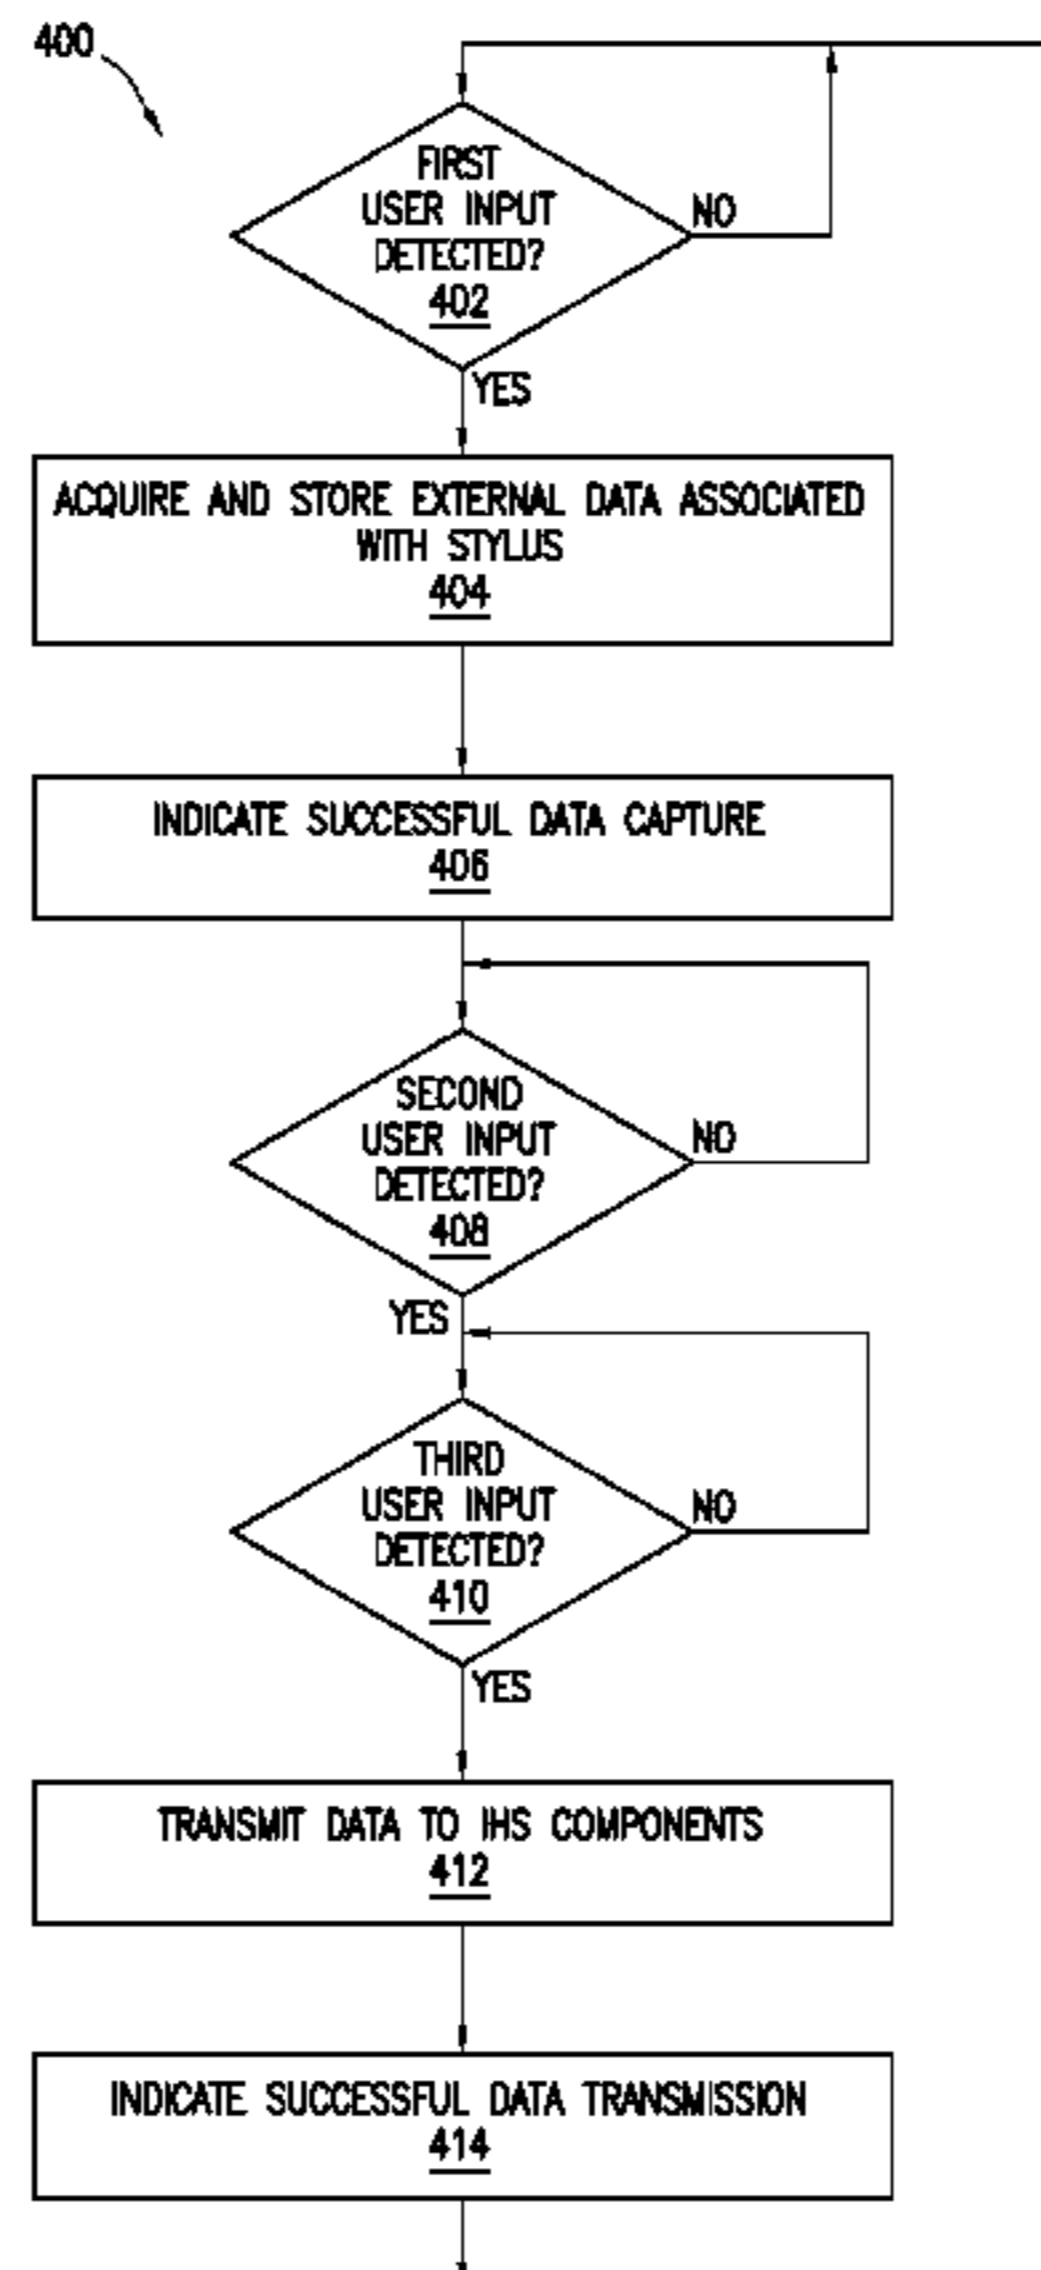 400
FIRST
USER INPUT
DETECTED?
402
NO
YES
ACQUIRE AND STORE EXTERNAL DATA ASSOCIATED
WITH STYLUS
404
INDICATE SUCCESSFUL DATA CAPTURE
406
SECOND
USER INPUT
DETECTED?
408
NO
YES
THIRD
USER INPUT
DETECTED?
410
NO
YES
TRANSMIT DATA TO IHS COMPONENTS
412
INDICATE SUCCESSFUL DATA TRANSMISSION
414